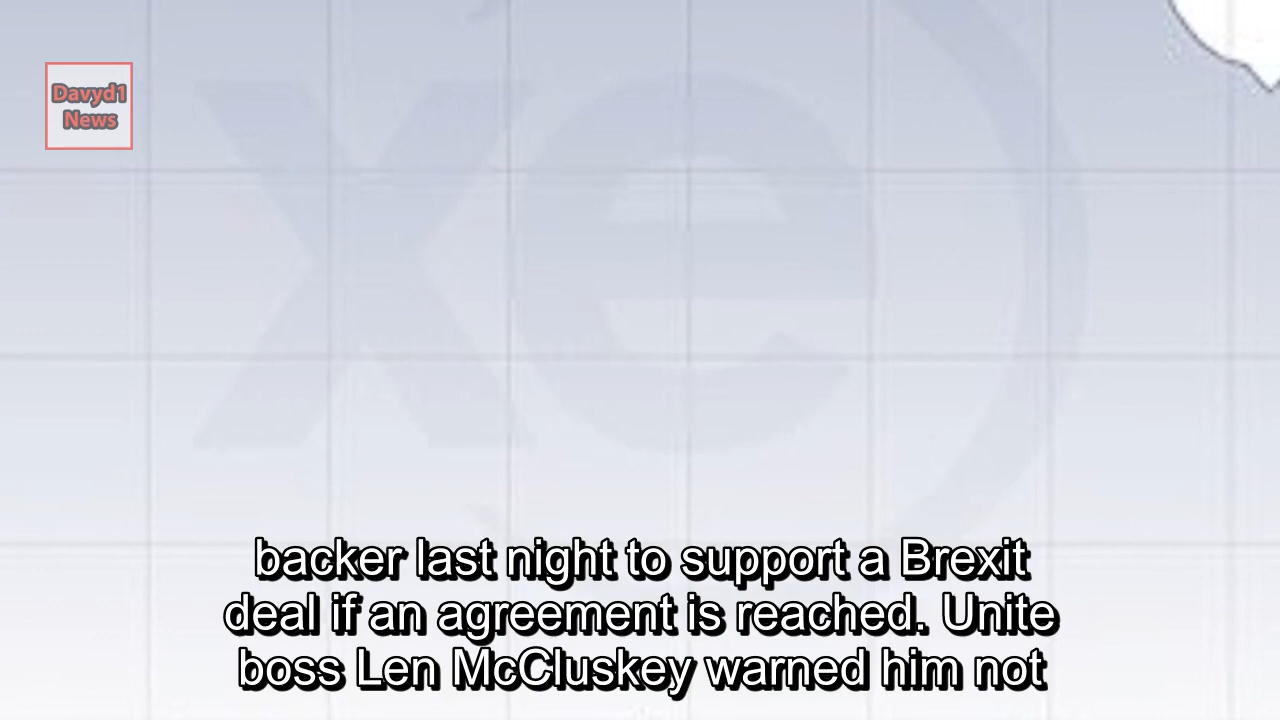 xe
Davyd1
News
backer last night to support a Brexit
deal if an agreement is reached. Unite
boss Len McCluskey warned him not